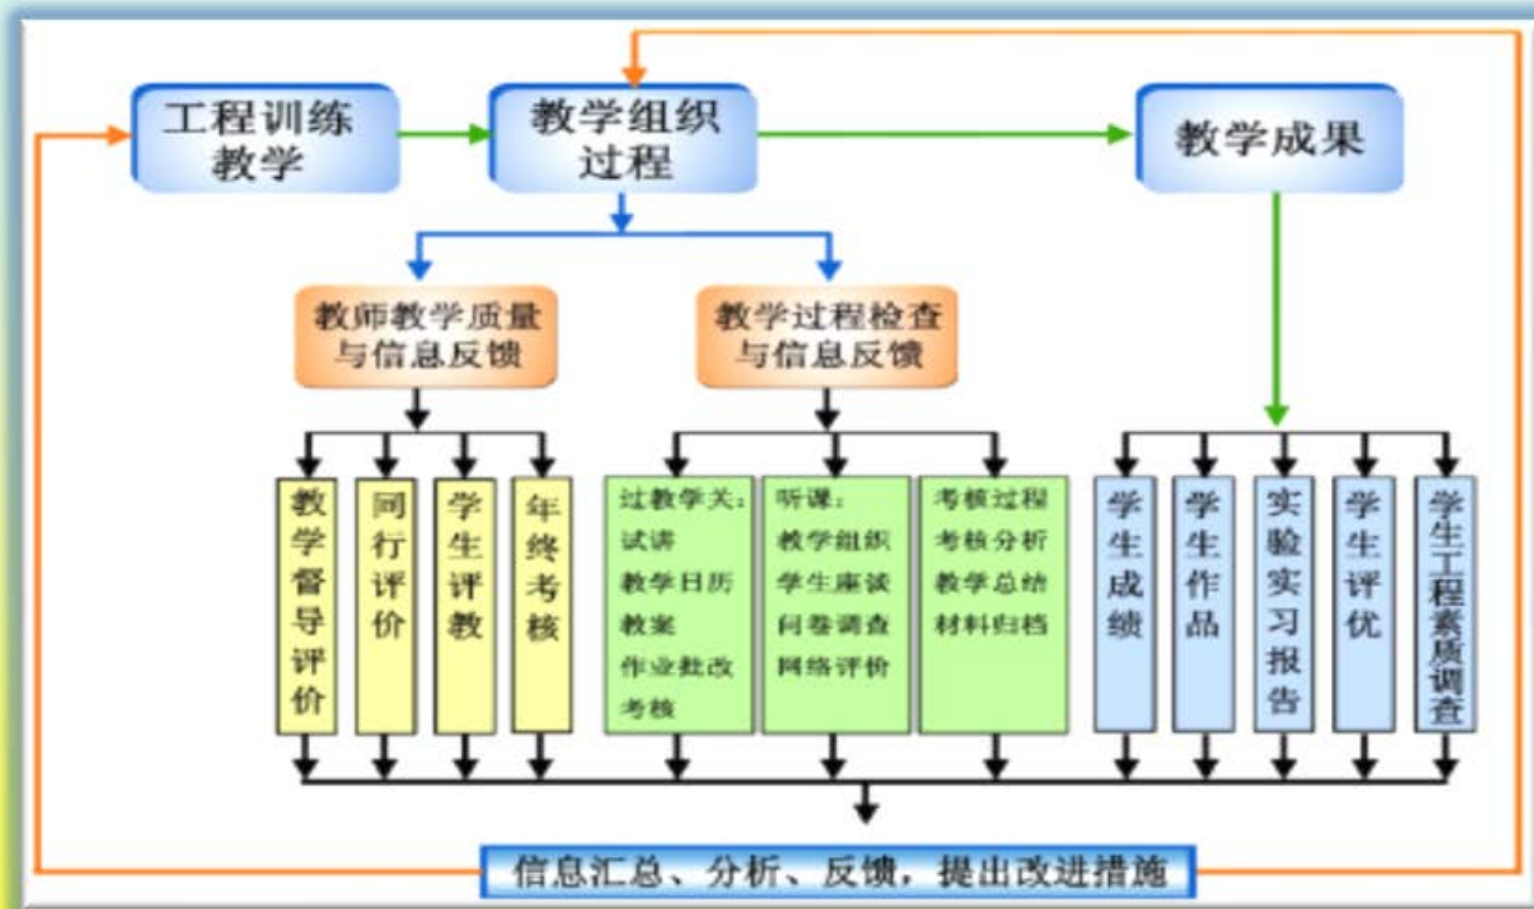 工程训练
教学
教学组织
过程
教学成果
教师教学质量
与信息反馈
教学过程检查
与信息反馈
教学督导评价
同行评价
学生评教
年终考核
过教学关：
试讲
教学日历
教案
作业批改
考核
听课：
教学组织
学生座谈
问卷调查
网络评价
考核过程
考核分析
教学总结
材料归档
学生成绩
学生作品
实验实习报告
学生评优
学生工程素质调查
信息汇总、分析、反馈，提出改进措施